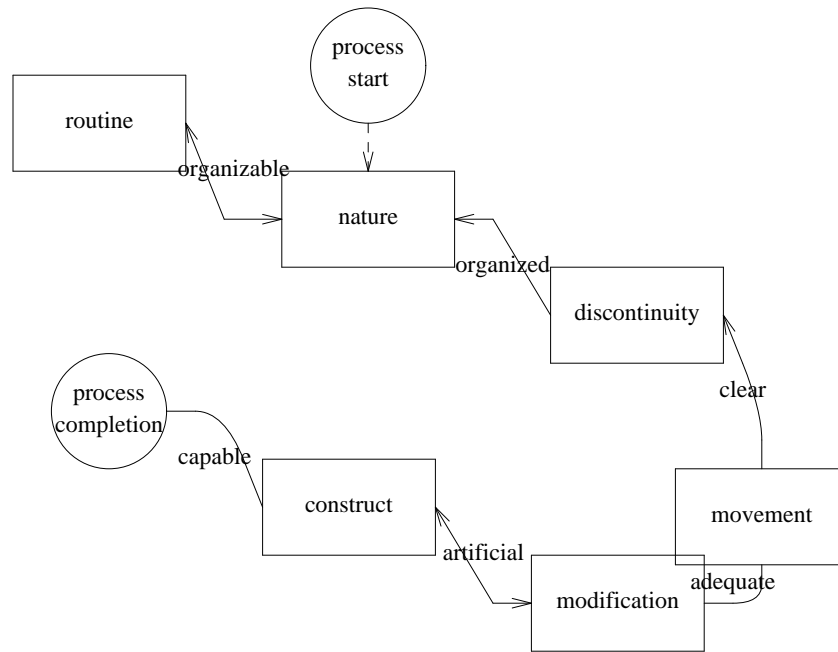 process
start
routine
organizable
nature
organized
discontinuity
process
completion
clear
capable
construct
movement
artificial
adequate
modification